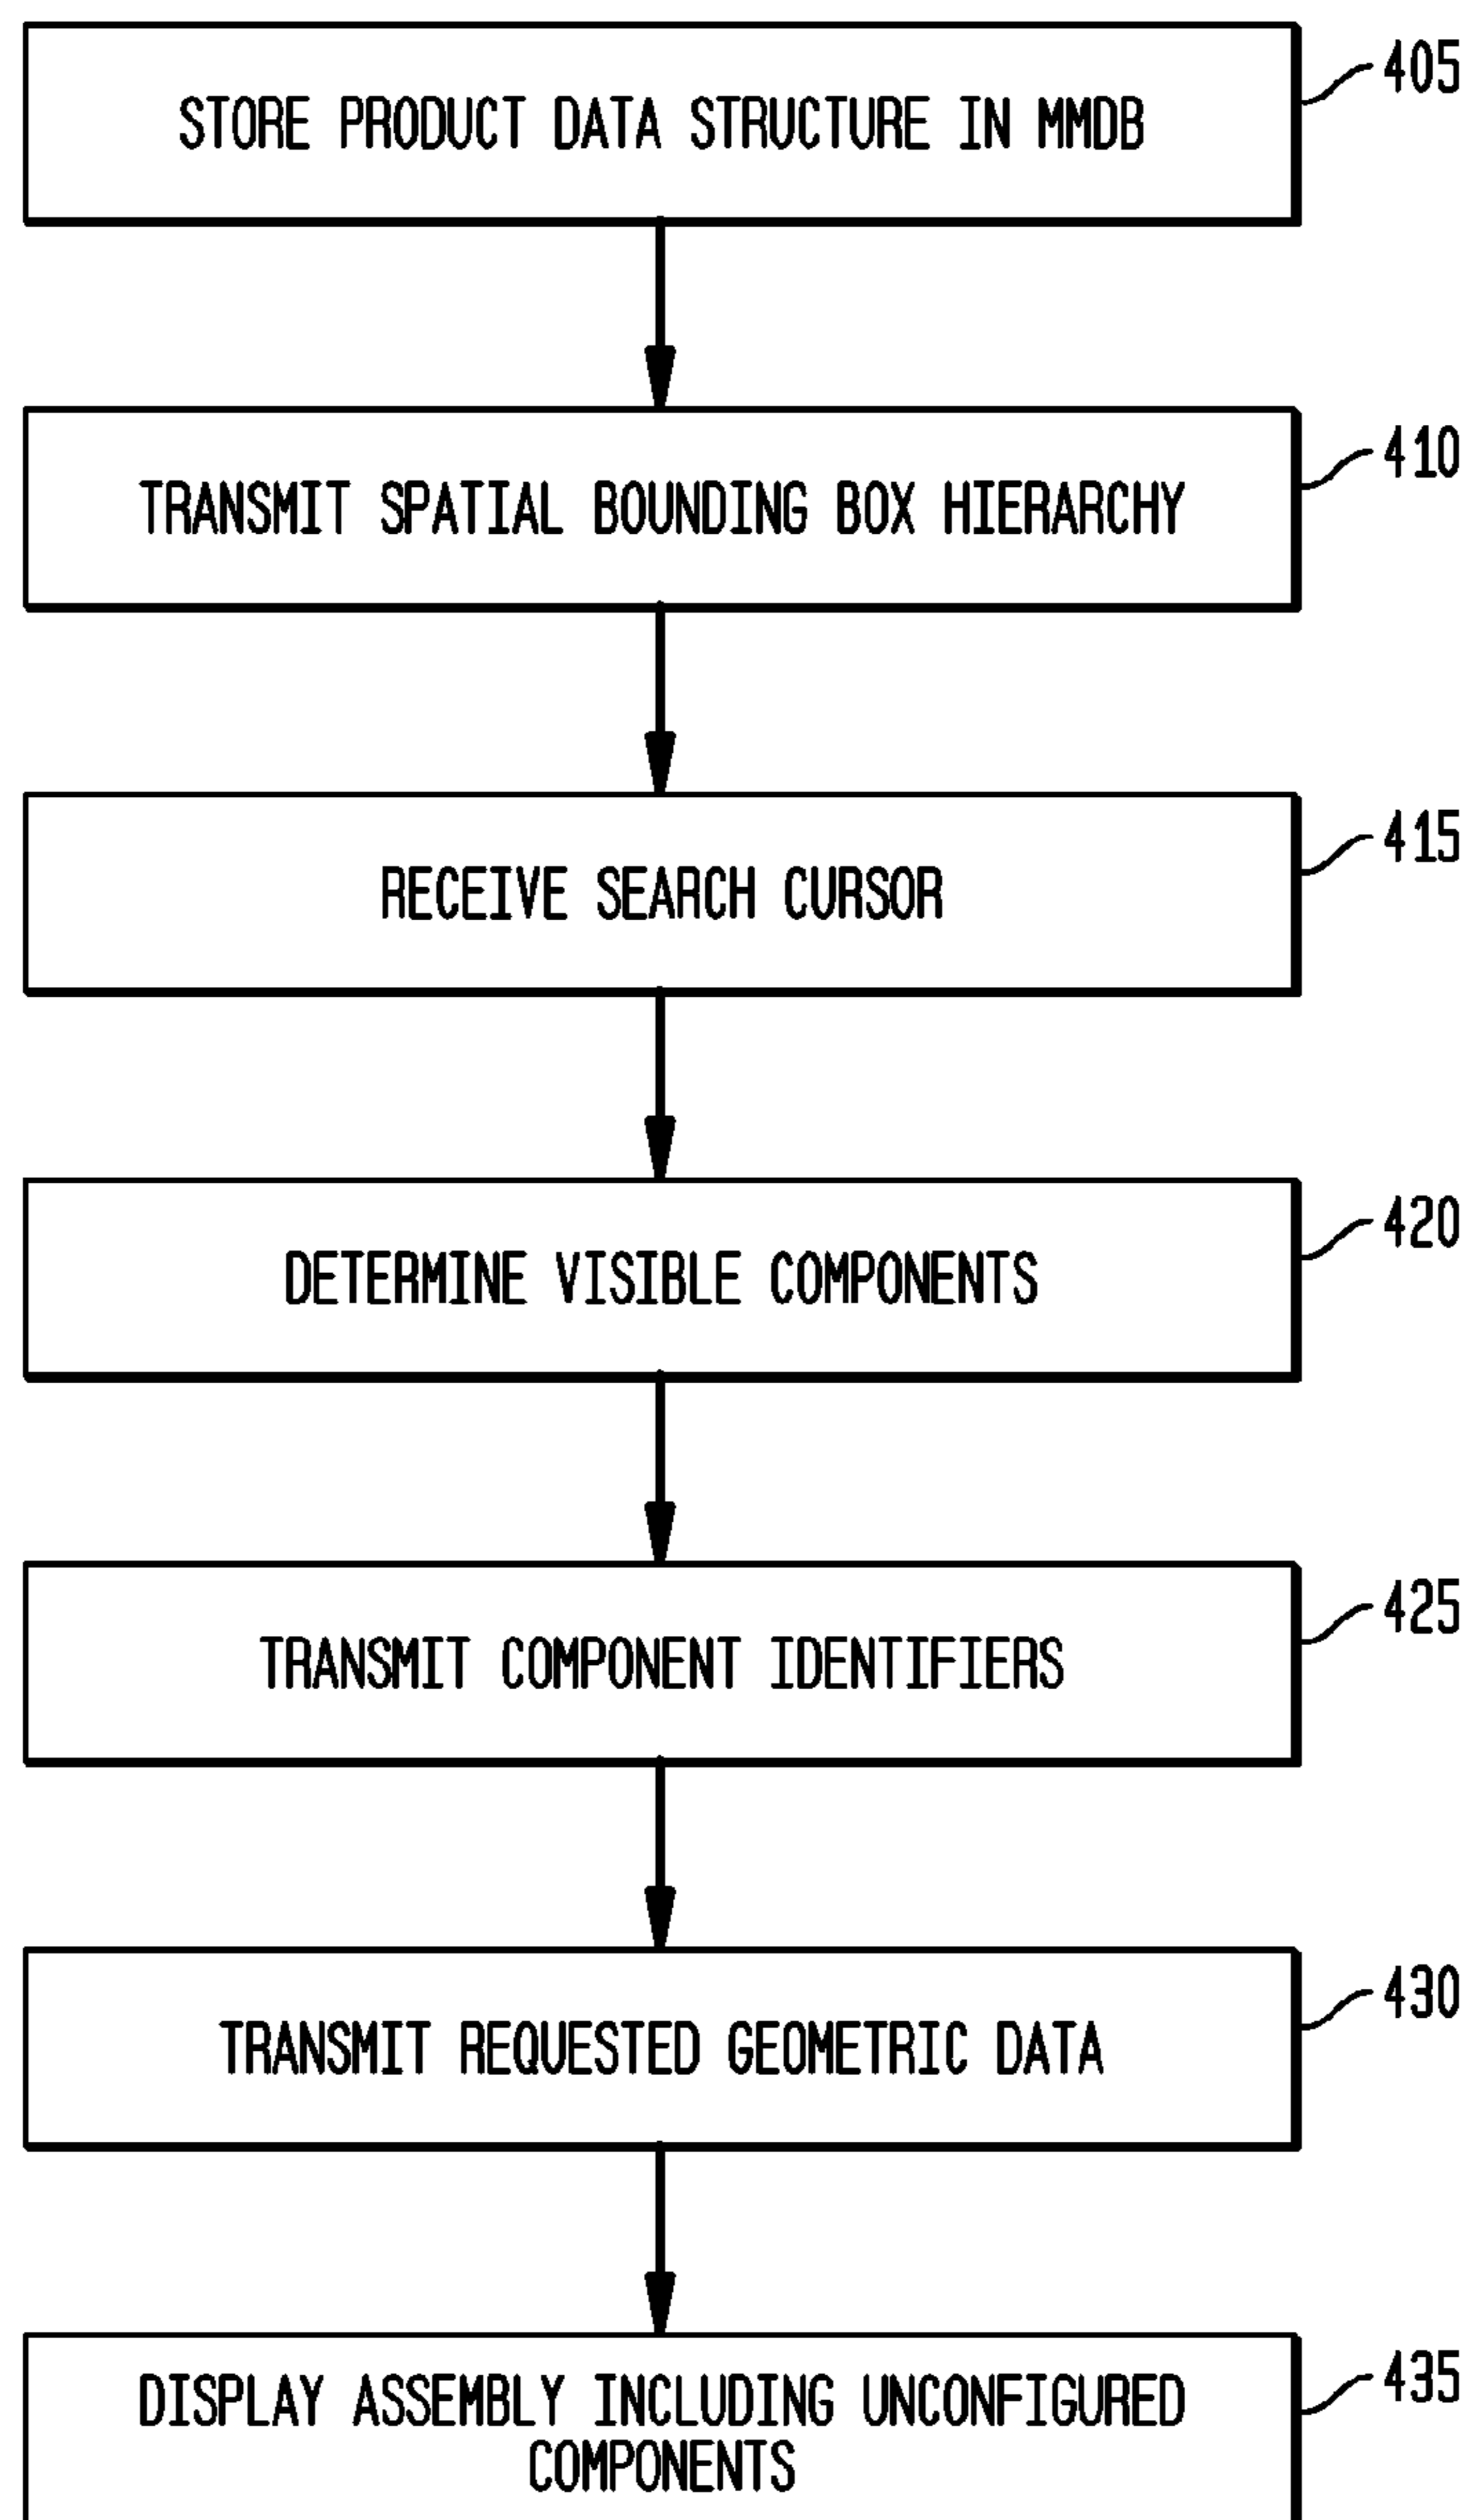 STORE PRODUCT DATA STRUCTURE IN MMDB
405
TRANSMIT SPATIAL BOUNDING BOX HIERARCHY
410
RECEIVE SEARCH CURSOR
415
DETERMINE VISIBLE COMPONENTS
420
TRANSMIT COMPONENT IDENTIFIERS
425
TRANSMIT REQUESTED GEOMETRIC DATA
430
DISPLAY ASSEMBLY INCLUDING UNCONFIGURED
COMPONENTS
435